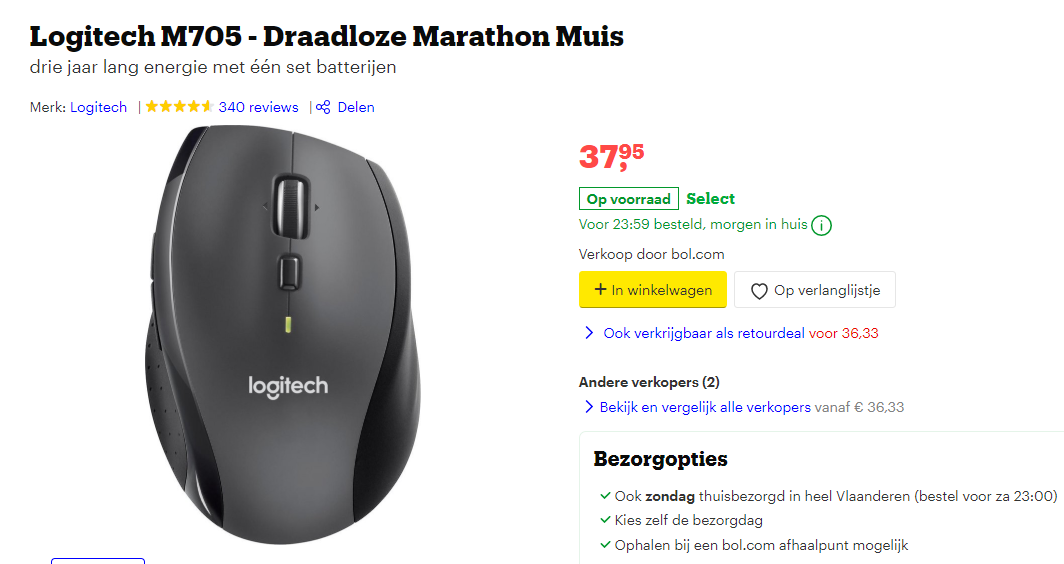 Logitech M705 - Draadloze Marathon Muis
drie jaar lang energie met één set batterijen
Merk: Logitech | 340 reviews | Delen
37,95
Op voorraad Select
Voor 23:59 besteld, morgen in huis
Verkoop door bol.com
+ In winkelwagen Op verlanglijstje
Ook verkrijgbaar als retourdeal voor 36,33
logitech
Andere verkopers (2)
Bekijk en vergelijk alle verkopers vanaf € 36,33
Bezorgopties
Ook zondag thuisbezorgd in heel Vlaanderen (bestel voor za 23:00)
Kies zelf de bezorgdag
Ophalen bij een bol.com afhaalpunt mogelijk